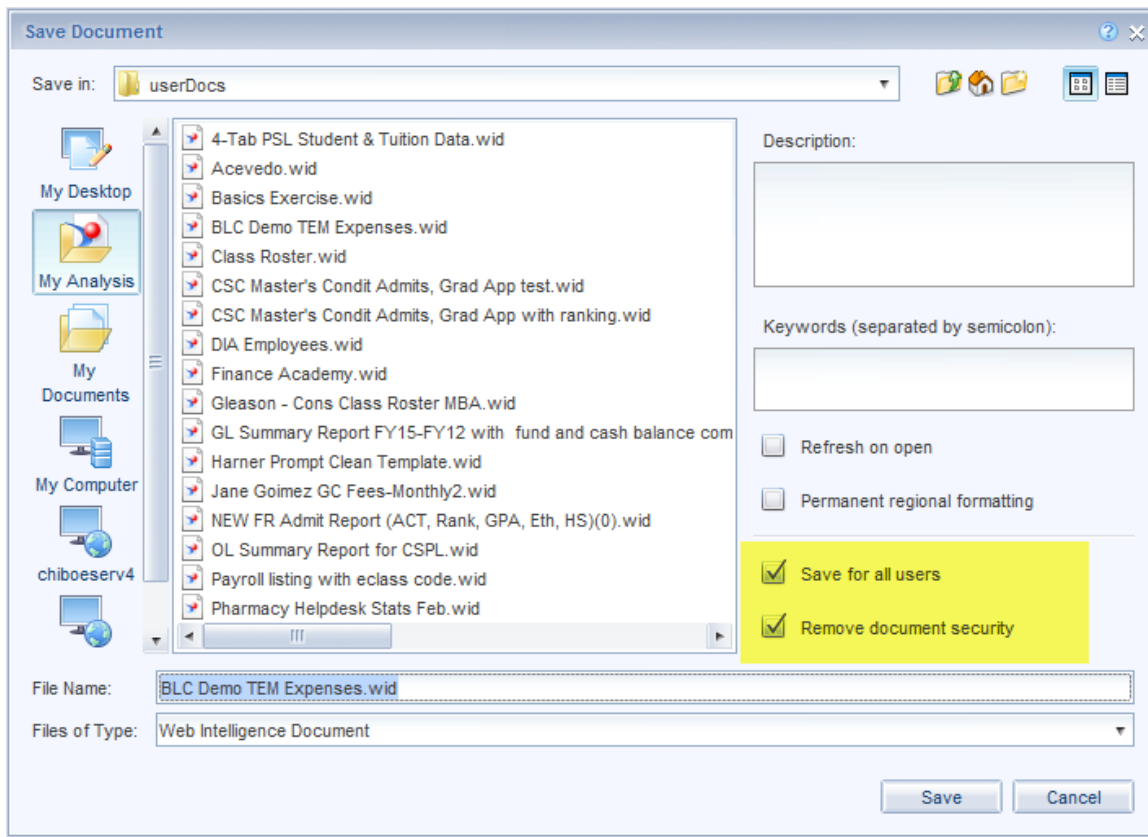 Save Document
Save in:
userDocs
My Desktop
My Analysis
My
Documents
My Computer
chiboeserv4
4-Tab PSL Student & Tuition Data.wid
Acevedo.wid
Basics Exercise.wid
BLC Demo TEM Expenses.wid
Class Roster.wid
CSC Master's Condit Admits, Grad App test.wid
CSC Master's Condit Admits, Grad App with ranking.wid
DIA Employees.wid
Finance Academy.wid
Gleason - Cons Class Roster MBA.wid
GL Summary Report FY15-FY12 with  fund and cash balance com
Harner Prompt Clean Template.wid
Jane Goimez GC Fees-Monthly2.wid
NEW FR Admit Report (ACT, Rank, GPA, Eth, HS)(0).wid
OL Summary Report for CSPL.wid
Payroll listing with eclass code.wid
Pharmacy Helpdesk Stats Feb.wid
Description:
Keywords (separated by semicolon):
Refresh on open
Permanent regional formatting
Save for all users
Remove document security
File Name:
BLC Demo TEM Expenses.wid
Files of Type:
Web Intelligence Document
Save
Cancel